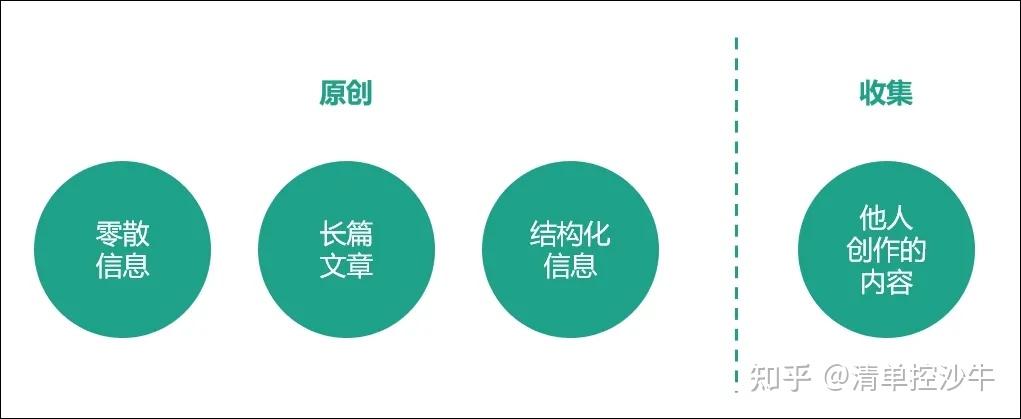 原创
收集
零散
信息
长篇
文章
结构化
信息
他人
创作的
内容
知乎 @清单控沙牛